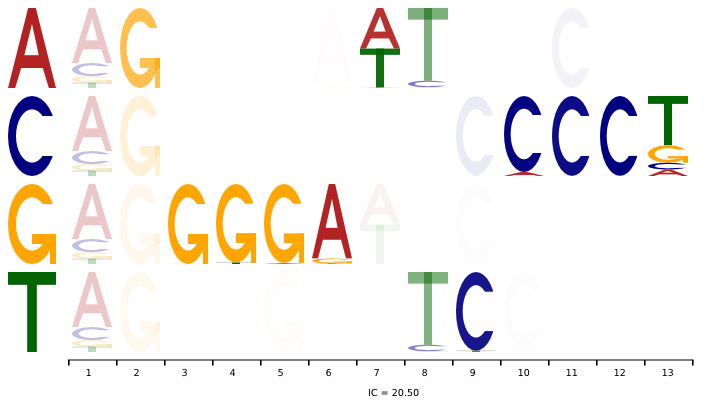 A A C G T G A A T T C C
C A C G T G C C C C T G C A
G A C G T G G G G A G A T C
T A C G T G G T C C T C C
1 2 3 4 5 6 7 8 9 10 11 12 13
IC = 20.50